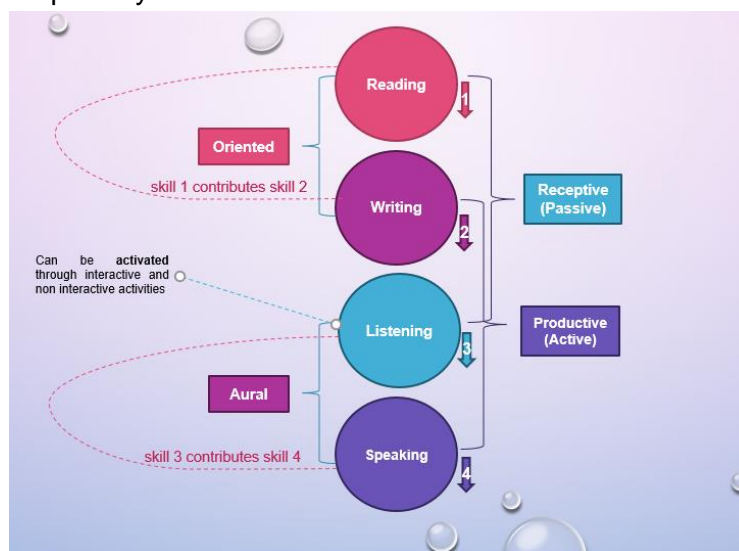 Reading
1
Oriented
skill 1 contributes skill 2
Writing
2
Receptive
(Passive)
Can be activated
through interactive and
non interactive activities
Listening
3
Productive
(Active)
Aural
skill 3 contributes skill 4
Speaking
4